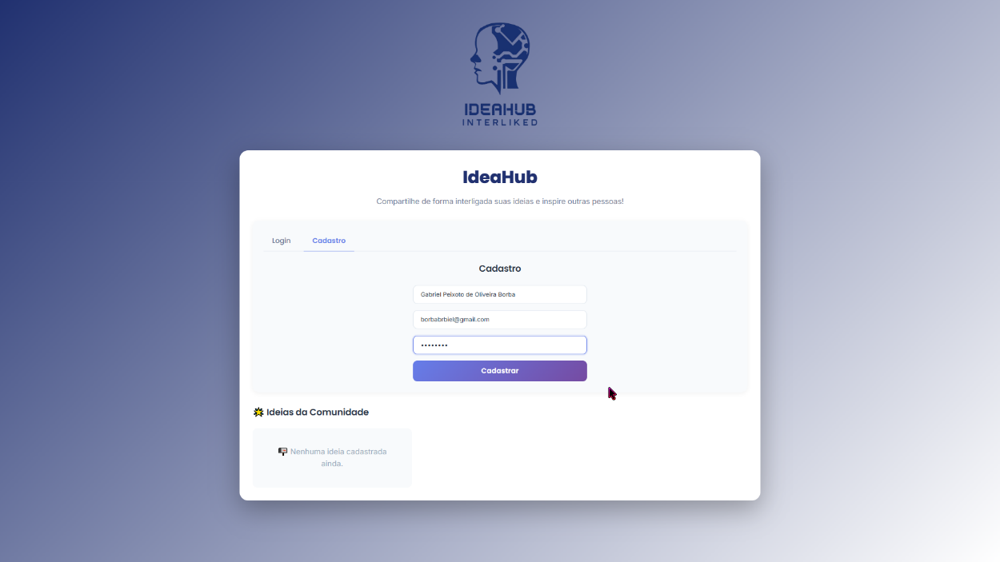 IDEAHUB
INTERLIKED
IdeaHub
Compartilhe de forma interligada suas ideias e inspire outras pessoas!
Login
Cadastro
Cadastro
Gabriel Peixoto de Oliveira Borba
borbabrbiel@gmail.com
••••••••
Cadastrar
Ideias da Comunidade
Nenhuma ideia cadastrada
ainda.